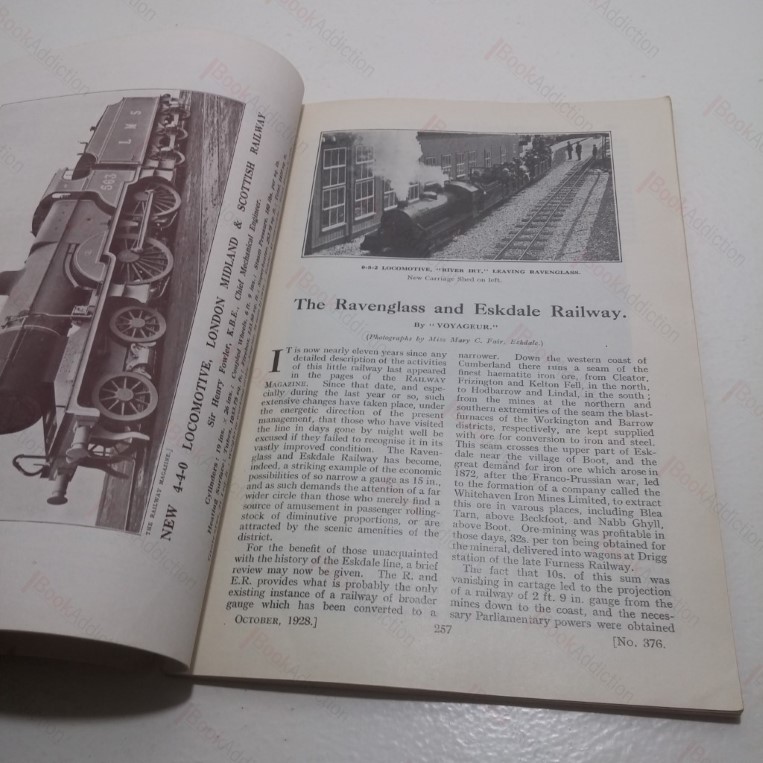 L M S
563
THE RAILWAY MAGAZINE.]
NEW 4-4-0 LOCOMOTIVE, LONDON MIDLAND & SCOTTISH RAILWAY
Sir Henry Fowler, K.B.E., Chief Mechanical Engineer.
6-8-2 LOCOMOTIVE, "RIVER IRT," LEAVING RAVENGLASS.
New Carriage Shed on left.
The Ravenglass and Eskdale Railway.
By "VOYAGEUR."
(Photographs by Miss Mary C. Fair, Eskdale.)
IT is now nearly eleven years since any
detailed description of the activities
of this little railway last appeared
in the pages of the RAILWAY
MAGAZINE. Since that date, and espe-
cially during the last year or so, such
extensive changes have taken place, under
the energetic direction of the present
management, that those who have visited
the line in days gone by might well be
excused if they failed to recognise it in its
vastly improved condition. The Raven-
glass and Eskdale Railway has become,
indeed, a striking example of the economic
possibilities of so narrow a gauge as 15 in.,
and as such demands the attention of a far
wider circle than those who merely find a
source of amusement in passenger rolling-
stock of diminutive proportions, or are
attracted by the scenic amenities of the
district.
For the benefit of those unacquainted
with the history of the Eskdale line, a brief
review may now be given. The R. and
E.R. provides what is probably the only
existing instance of a railway of broader
gauge which has been converted to a
narrower. Down the western coast of
Cumberland there runs a seam of the
finest haematite iron ore, from Cleator,
Frizington and Kelton Fell, in the north,
to Hodbarrow and Lindal, in the south;
from the mines at the northern and
southern extremities of the seam the blast-
furnaces of the Workington and Barrow
districts, respectively, are kept supplied
with ore for conversion to iron and steel.
This seam crosses the upper part of Esk-
dale near the village of Boot, and the
great demand for iron ore which arose in
1872, after the Franco-Prussian war, led
to the formation of a company called the
Whitehaven Iron Mines Limited, to extract
this ore in various places, including Blea
Tarn, above Beckfoot, and Nabb Ghyll,
above Boot. Ore-mining was profitable in
those days, 32s. per ton being obtained for
the mineral, delivered into wagons at Drigg
station of the late Furness Railway.
The fact that 10s. of this sum was
vanishing in cartage led to the projection
of a railway of 2 ft. 9 in. gauge from the
mines down to the coast, and the neces-
sary Parliamentary powers were obtained
OCTOBER, 1928.]
257
[No. 376.
BookAddiction